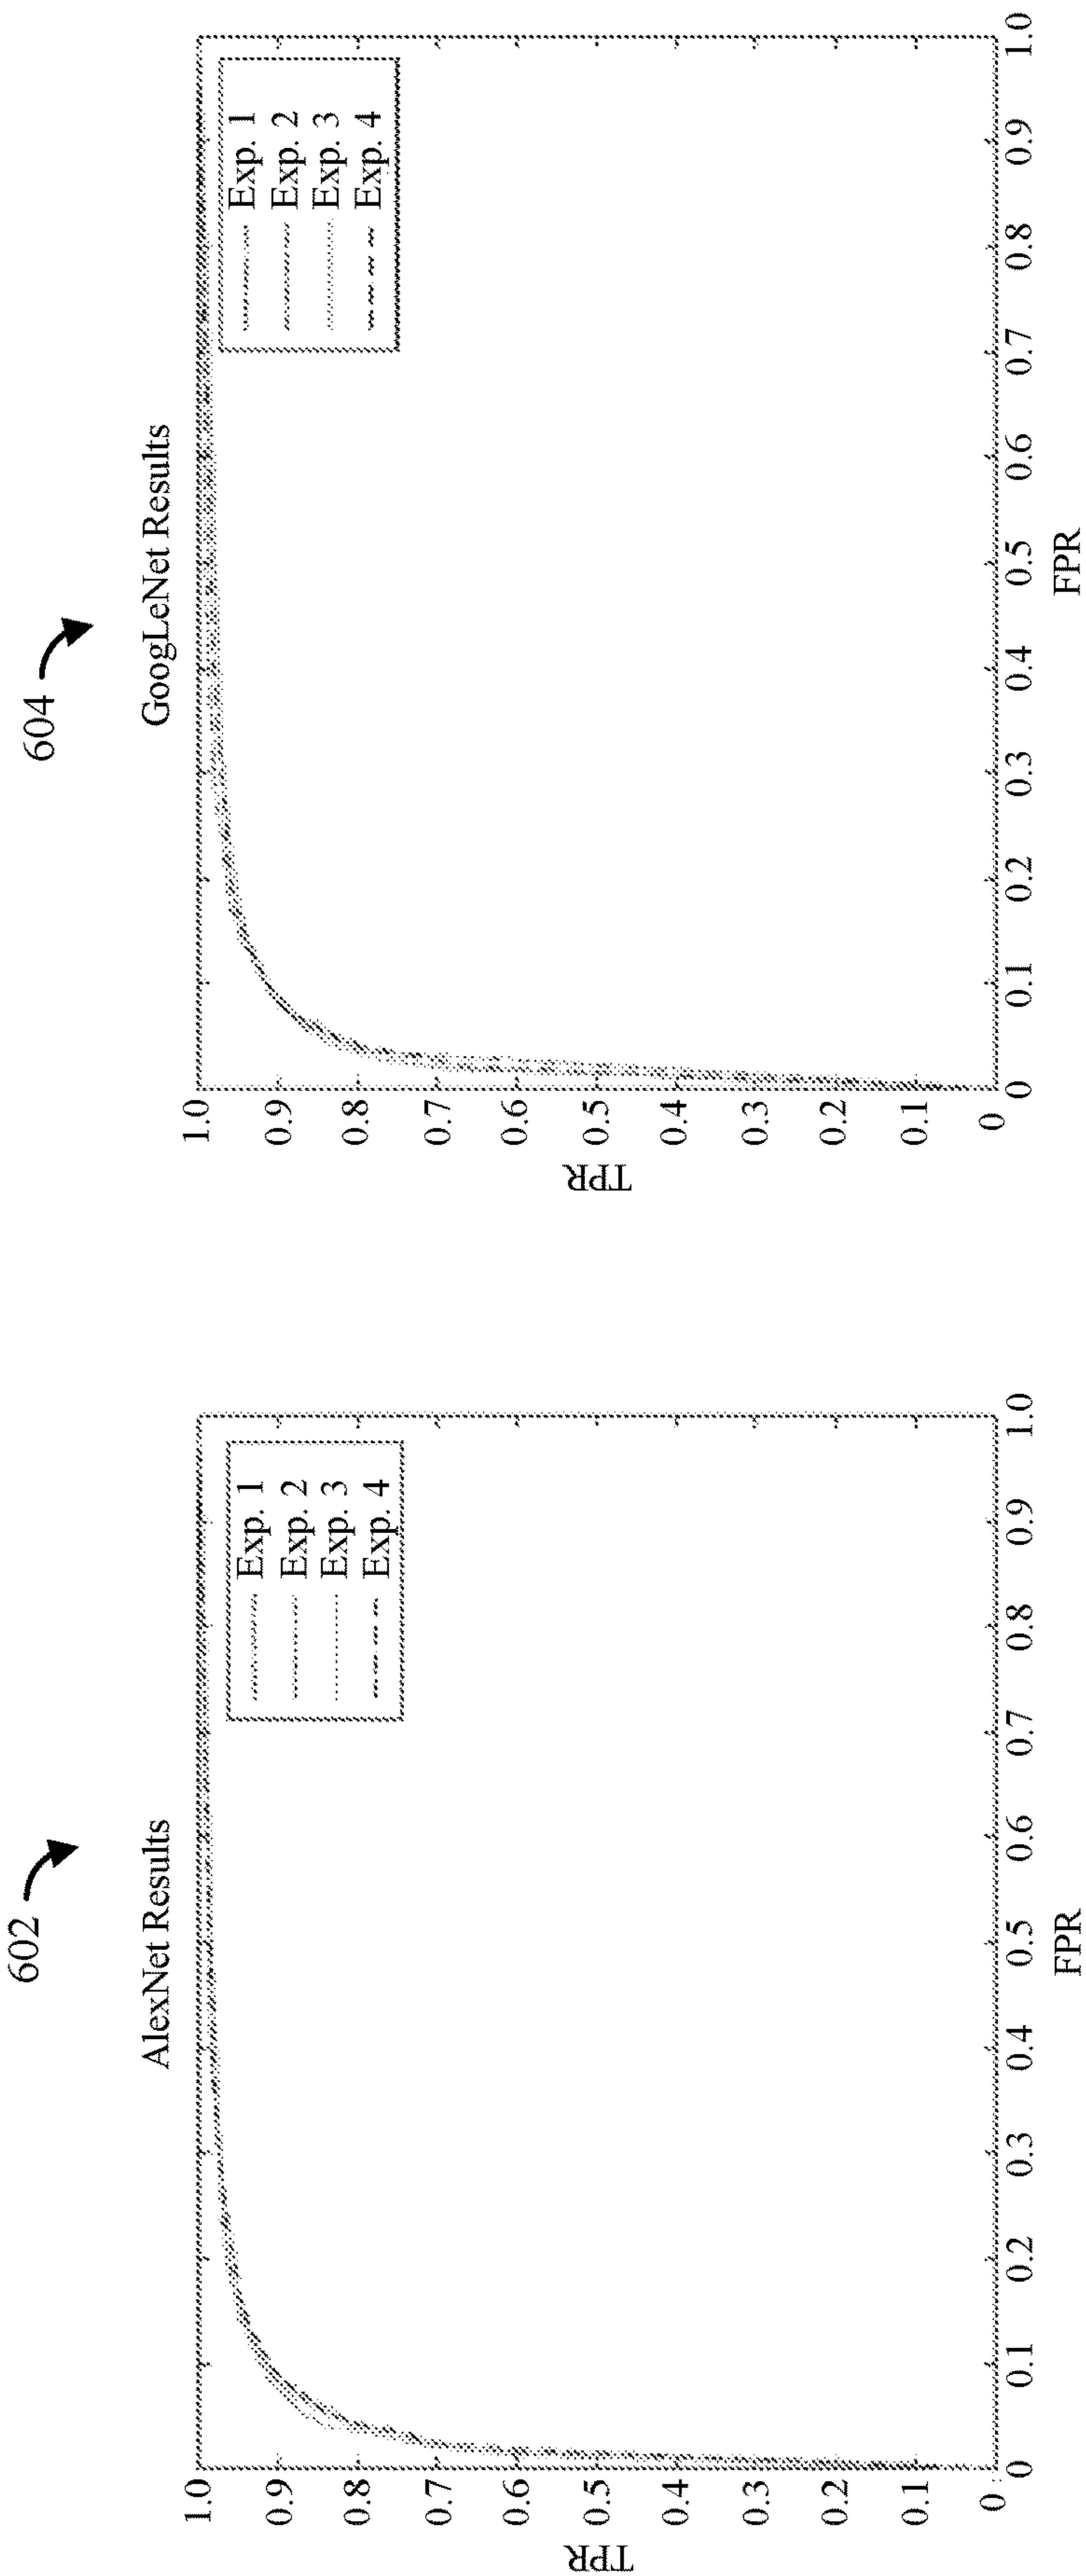 602
AlexNet Results
TPR
1.0
0.9
0.8
0.7
0.6
0.5
0.4
0.3
0.2
0.1
0
Exp. 1
Exp. 2
Exp. 3
Exp. 4
0 0.1 0.2 0.3 0.4 0.5 0.6 0.7 0.8 0.9 1.0
FPR
604
GoogLeNet Results
TPR
1.0
0.9
0.8
0.7
0.6
0.5
0.4
0.3
0.2
0.1
0
Exp. 1
Exp. 2
Exp. 3
Exp. 4
0 0.1 0.2 0.3 0.4 0.5 0.6 0.7 0.8 0.9 1.0
FPR